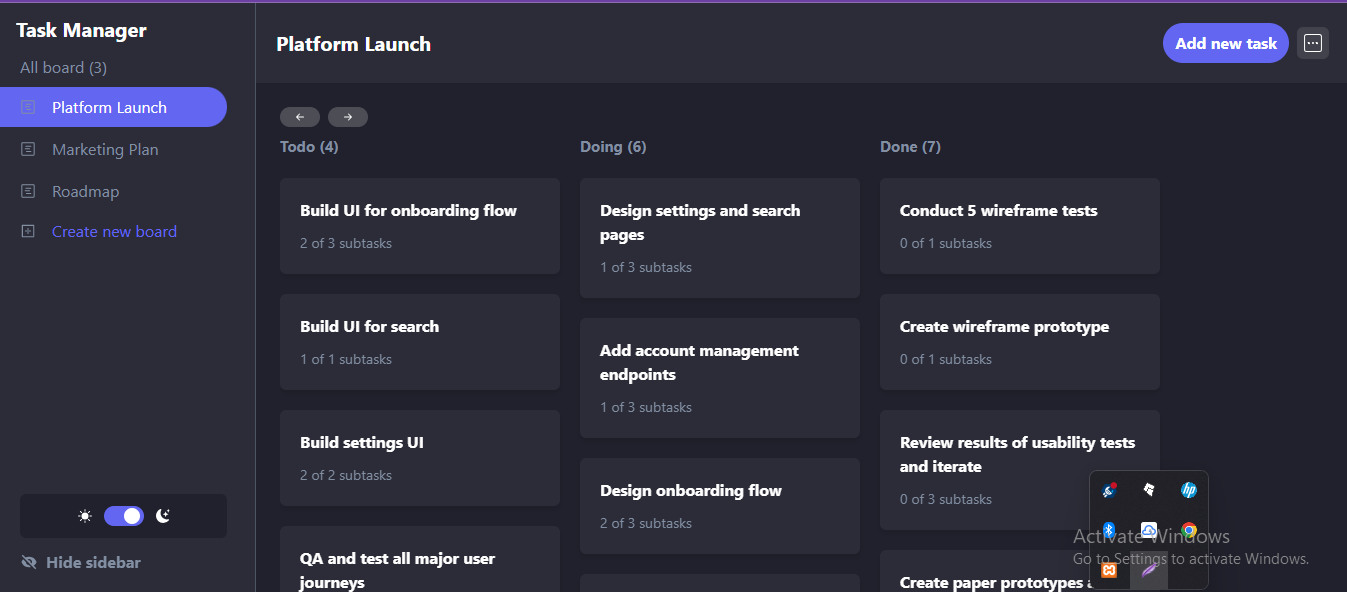 Task Manager
All board (3)
Platform Launch
Marketing Plan
Roadmap
Create new board
Hide sidebar
Platform Launch
Add new task
Todo (4)
Build UI for onboarding flow
2 of 3 subtasks
Build UI for search
1 of 1 subtasks
Build settings UI
2 of 2 subtasks
QA and test all major user
journeys
Doing (6)
Design settings and search
pages
1 of 3 subtasks
Add account management
endpoints
1 of 3 subtasks
Design onboarding flow
2 of 3 subtasks
Done (7)
Conduct 5 wireframe tests
0 of 1 subtasks
Create wireframe prototype
0 of 1 subtasks
Review results of usability tests
and iterate
0 of 3 subtasks
Create paper prototypes
hp
Activate Windows
Go to Settings to activate Windows.